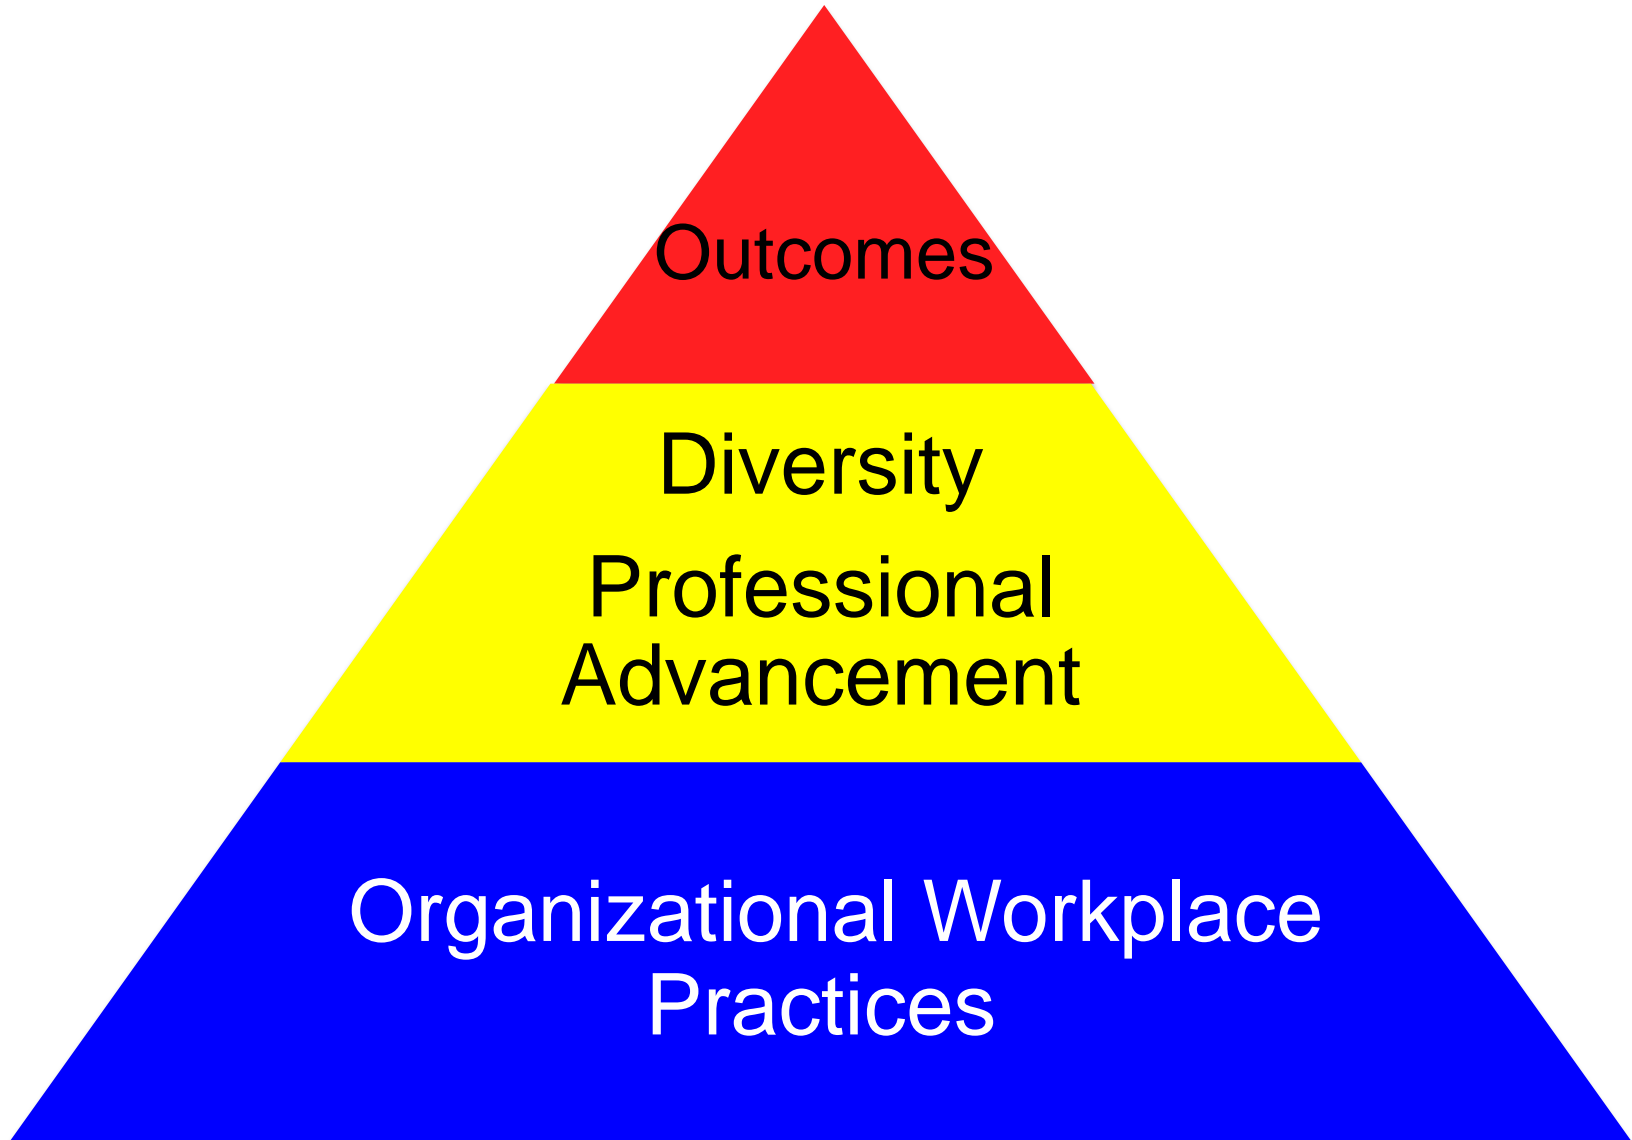 Outcomes
Diversity
Professional
Advancement
Organizational Workplace
Practices